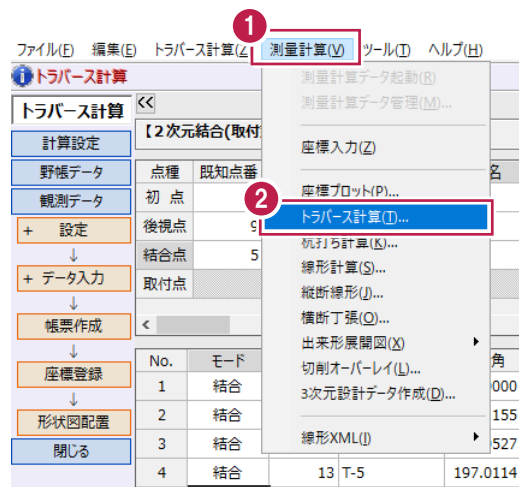 1
ファイル(F) 編集(E) トラバース計算(Z 測量計算(V) ツール(T) ヘルプ(H)
トラバース計算
トラバース計算
計算設定
野帳データ
観測データ
+ 設定
↓
+ データ入力
↓
帳票作成
↓
座標登録
↓
形状図配置
閉じる
<<
【2次元結合(取付
点種 既知点番 名
初 点
後視点 9
結合点 5
取付点
<
No. モード 角
1 結合 0000
2 結合 155
3 結合 0527
4 結合 13 T-5 197.0114
測量計算データ起動(R)
測量計算データ管理(M)...
座標入力(Z)
座標プロット(P)...
2
トラバース計算(T)...
杭打ち計算(K)...
線形計算(S)...
縦断線形(J)...
横断丁張(O)...
出来形展開図(X)
切削オーバーレイ(L)...
3次元設計データ作成(D)...
線形XML(I)